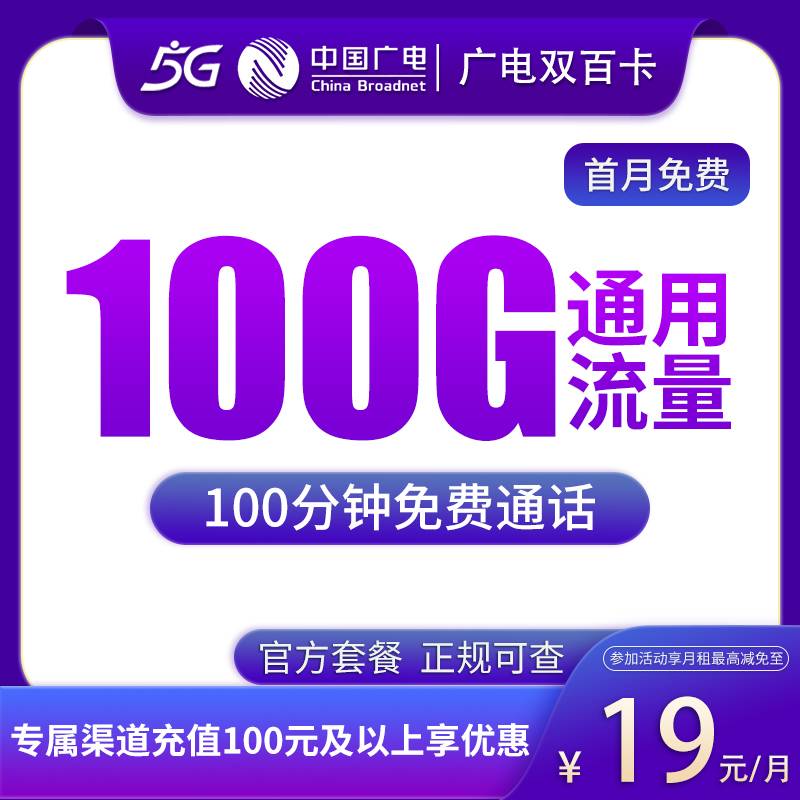 5G 中国广电 China Broadnet | 广电双百卡
首月免费
100G 通用
流量
100分钟免费通话
官方套餐 正规可查
参加活动享月租最高减免至
专属渠道充值100元及以上享优惠
¥19元/月